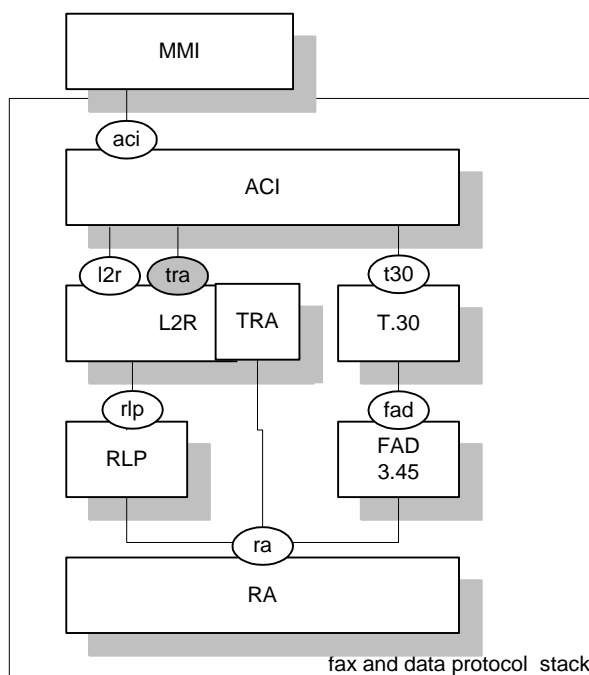 MMI
aci
ACI
l2r
tra
t30
L2R
TRA
T.30
rlp
fad
RLP
FAD
3.45
ra
RA
fax and data protocol stack